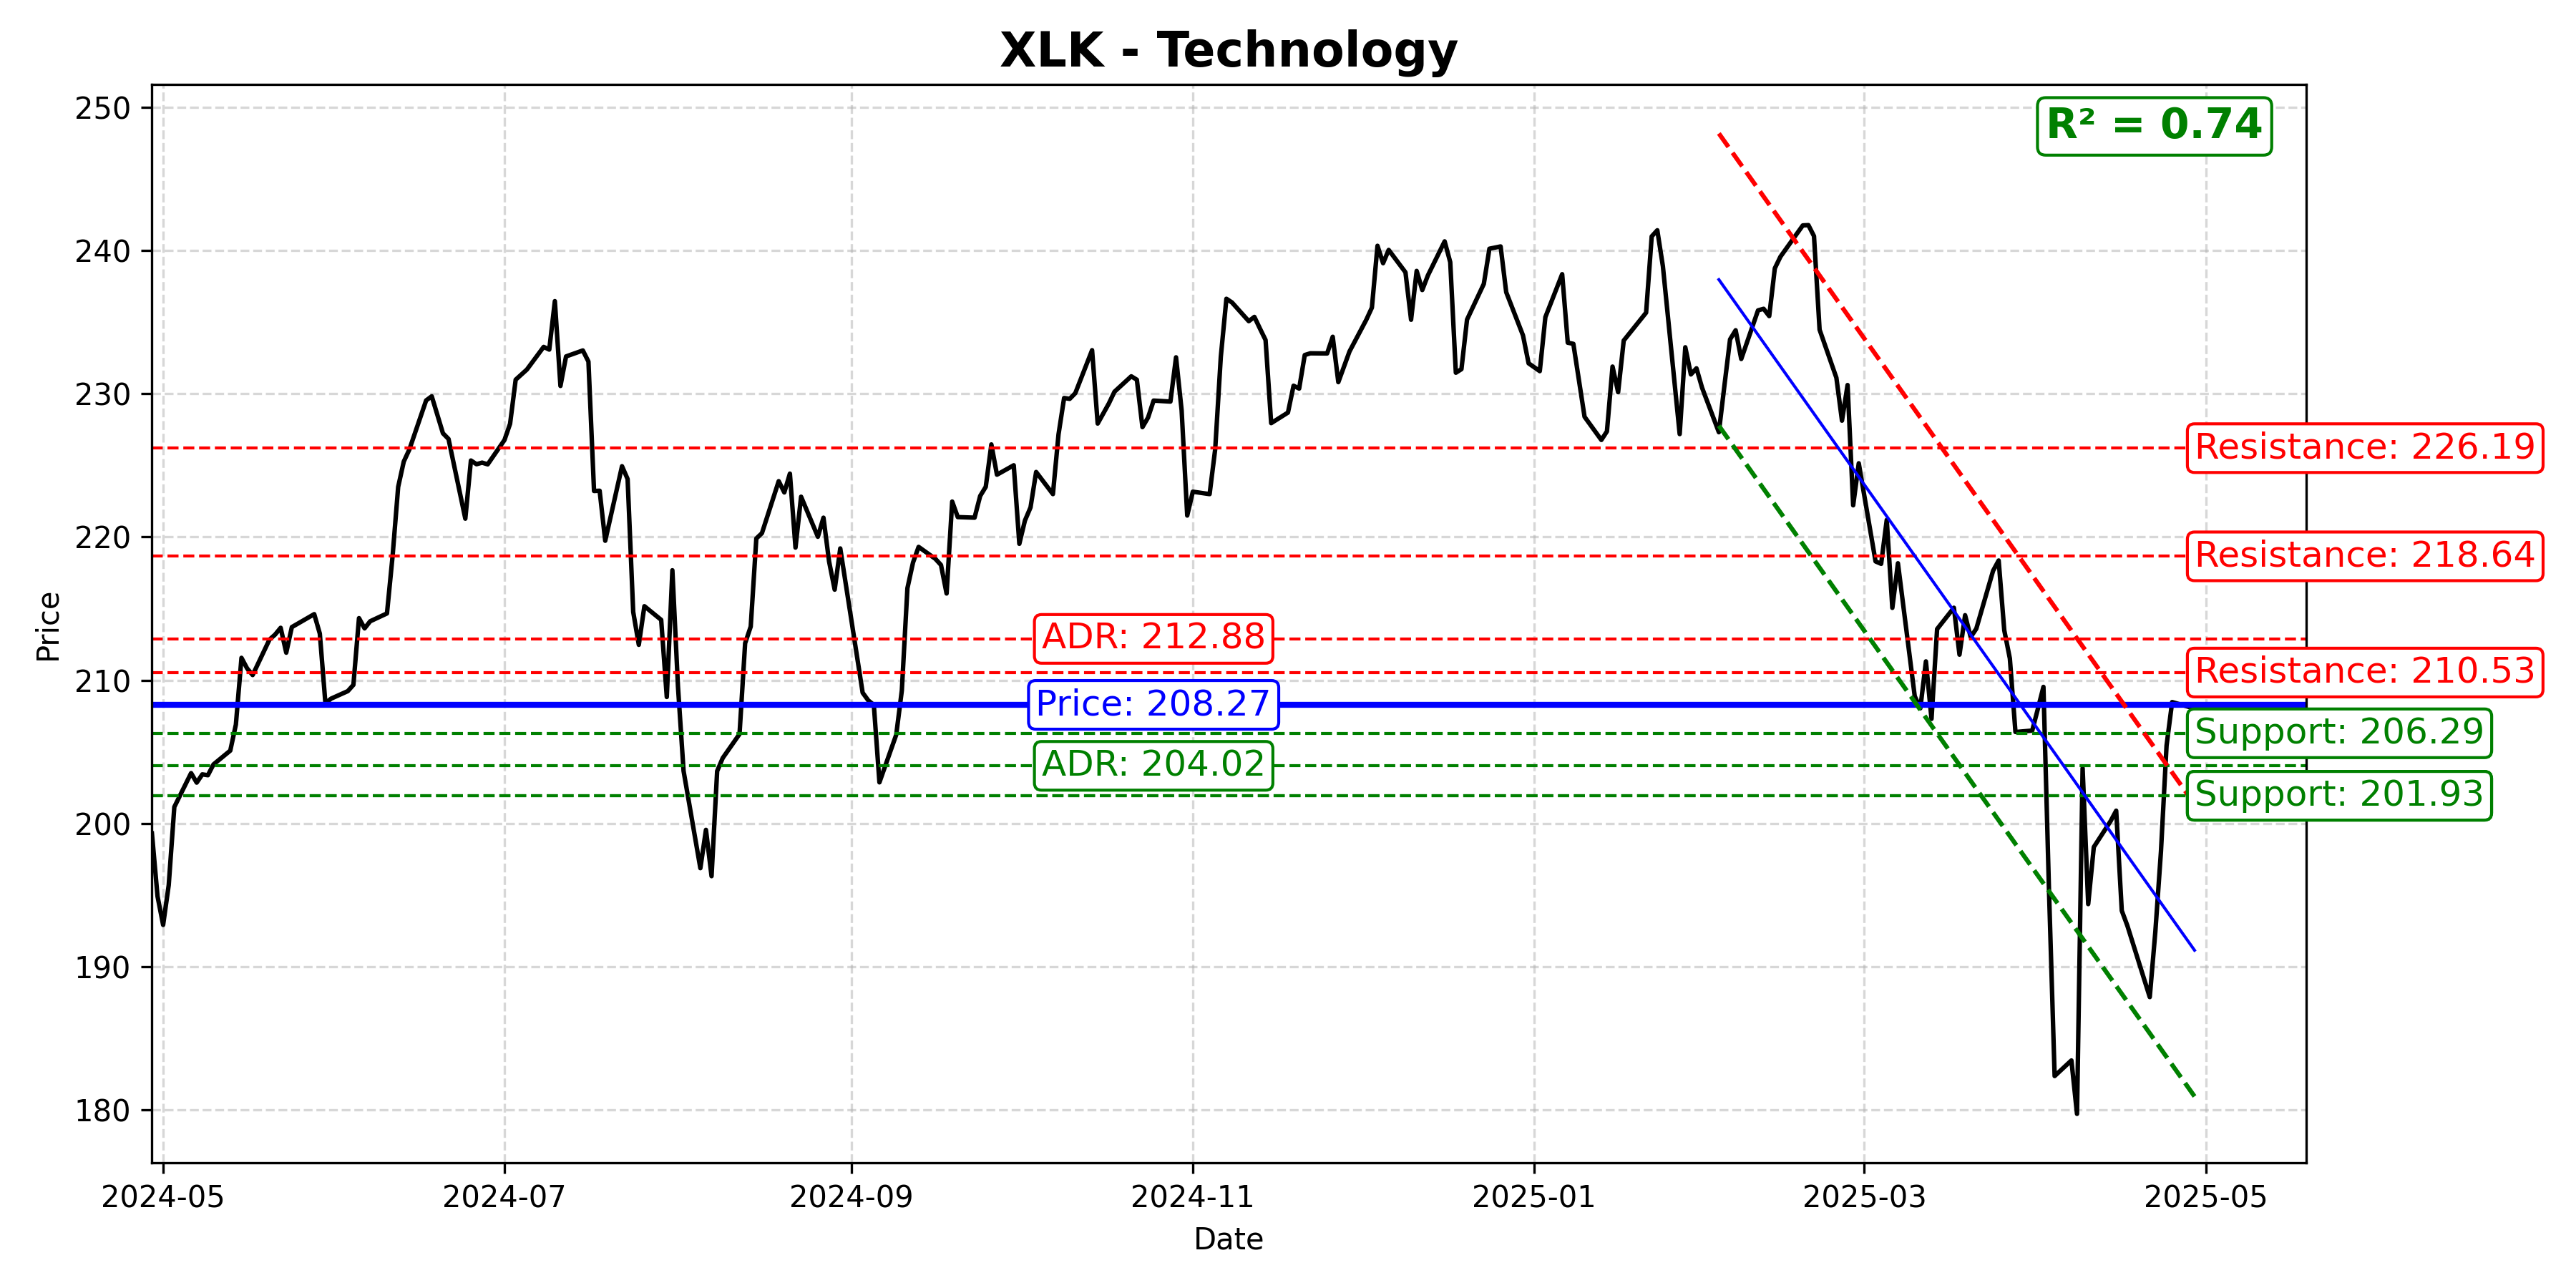 XLK - Technology
R² = 0.74
250
240
230
220
210
200
190
180
Price
Resistance: 226.19
Resistance: 218.64
ADR: 212.88
Resistance: 210.53
Price: 208.27
Support: 206.29
ADR: 204.02
Support: 201.93
2024-05
2024-07
2024-09
2024-11
2025-01
2025-03
2025-05
Date